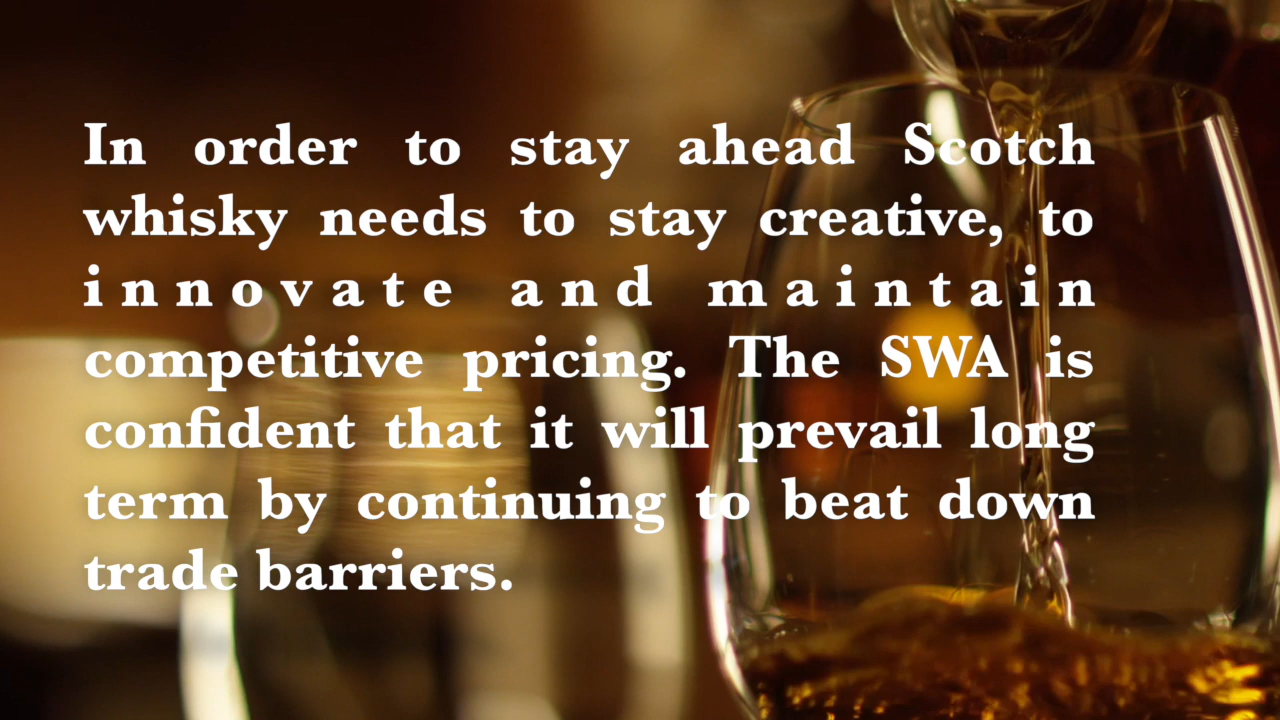 In order to stay ahead Scotch
whisky needs to stay creative, to
innovate and maintain
competitive pricing. The SWA is
confident that it will prevail long
term by continuing to beat down
trade barriers.